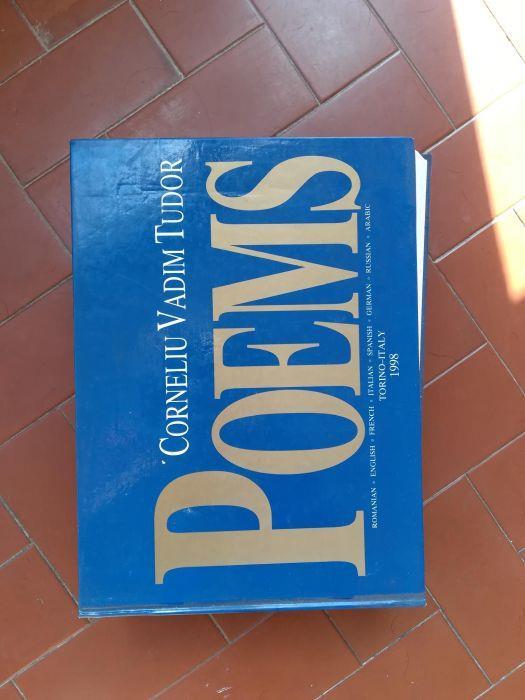 CORNELIU VADIM TUDOR
POEMS
ROMANIAN • ENGLISH • FRENCH • ITALIAN • SPANISH • GERMAN • RUSSIAN • ARABIC
TORINO–ITALY
1998